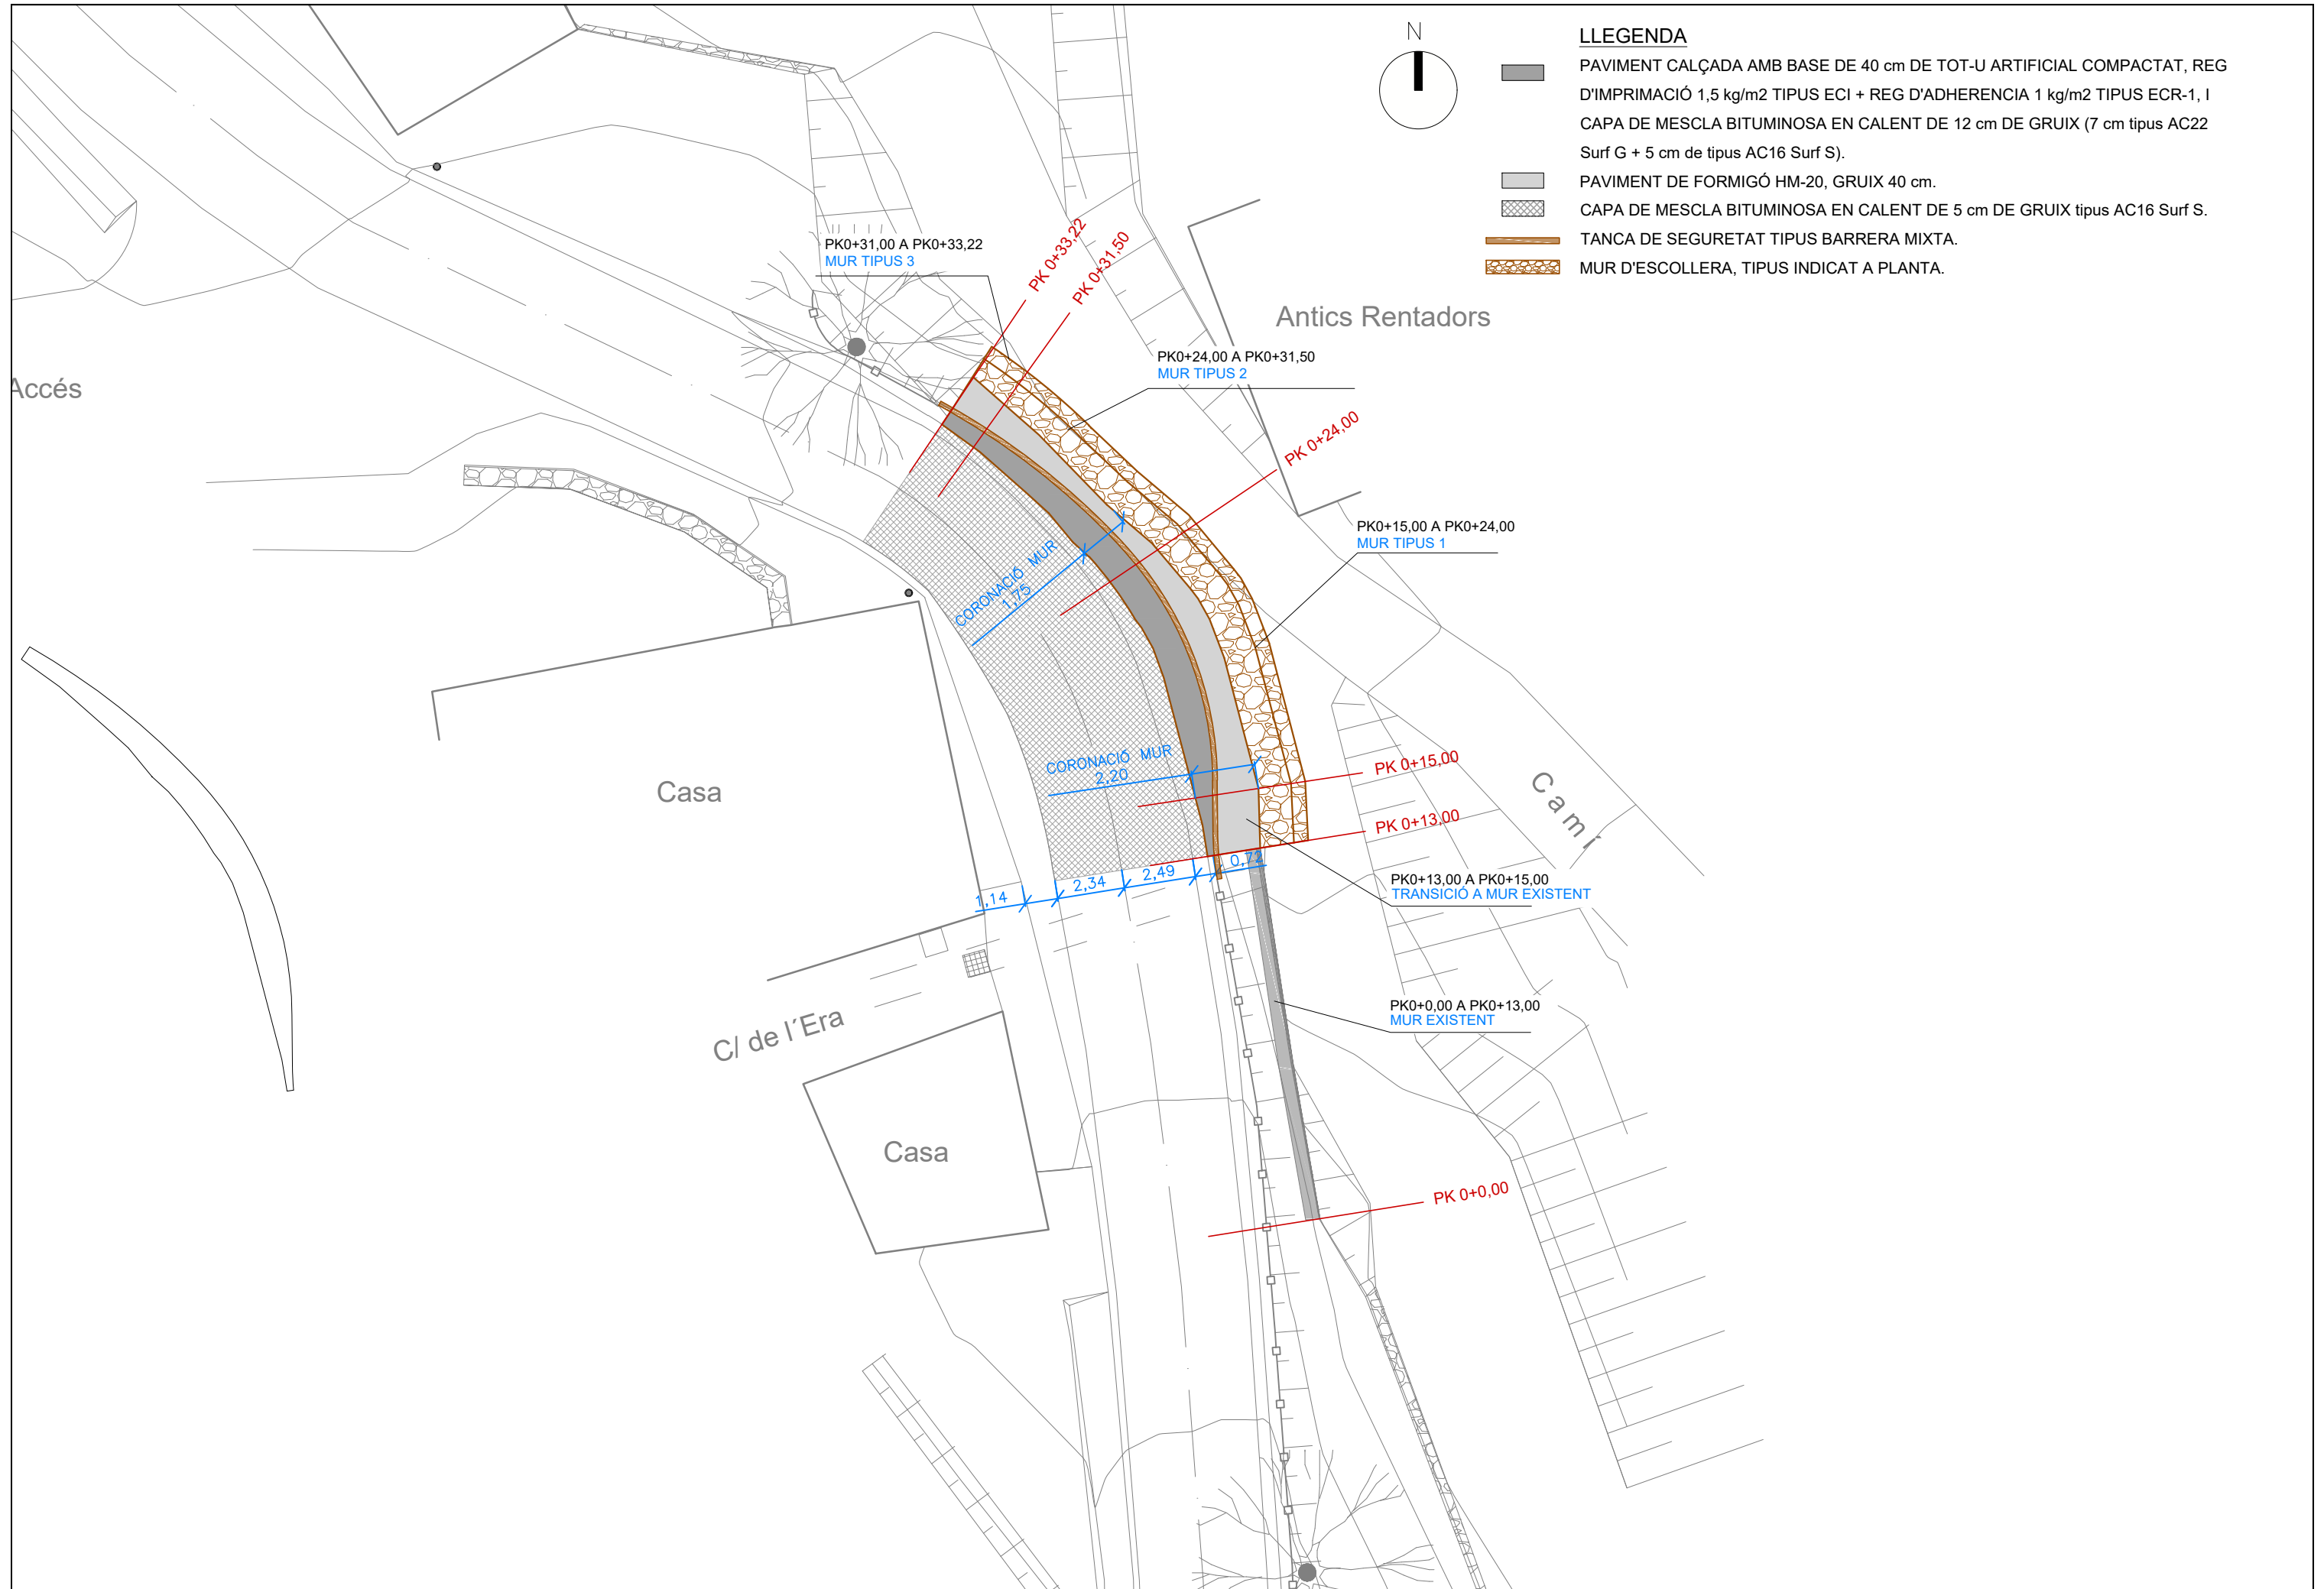 N
LLEGENDA
PAVIMENT CALÇADA AMB BASE DE 40 cm DE TOT-U ARTIFICIAL COMPACTAT, REG
D'IMPRIMACIÓ 1,5 kg/m2 TIPUS ECI + REG D'ADHERENCIA 1 kg/m2 TIPUS ECR-1, I
CAPA DE MESCLA BITUMINOSA EN CALENT DE 12 cm DE GRUIX (7 cm tipus AC22
Surf G + 5 cm de tipus AC16 Surf S).
PAVIMENT DE FORMIGÓ HM-20, GRUIX 40 cm.
CAPA DE MESCLA BITUMINOSA EN CALENT DE 5 cm DE GRUIX tipus AC16 Surf S.
TANCA DE SEGURETAT TIPUS BARRERA MIXTA.
MUR D'ESCOLLERA, TIPUS INDICAT A PLANTA.
PK0+31,00 A PK0+33,22
MUR TIPUS 3
PK 0+33,22
PK 0+31,50
Antics Rentadors
PK0+24,00 A PK0+31,50
MUR TIPUS 2
Accés
PK 0+24,00
PK0+15,00 A PK0+24,00
MUR TIPUS 1
CORONACIÓ MUR
1,75
CORONACIÓ MUR
2,20
PK 0+15,00
Casa
Camí
PK 0+13,00
0,72
2,49
2,34
1,14
PK0+13,00 A PK0+15,00
TRANSICIÓ A MUR EXISTENT
PK0+0,00 A PK0+13,00
MUR EXISTENT
C/ de l´Era
Casa
PK 0+0,00